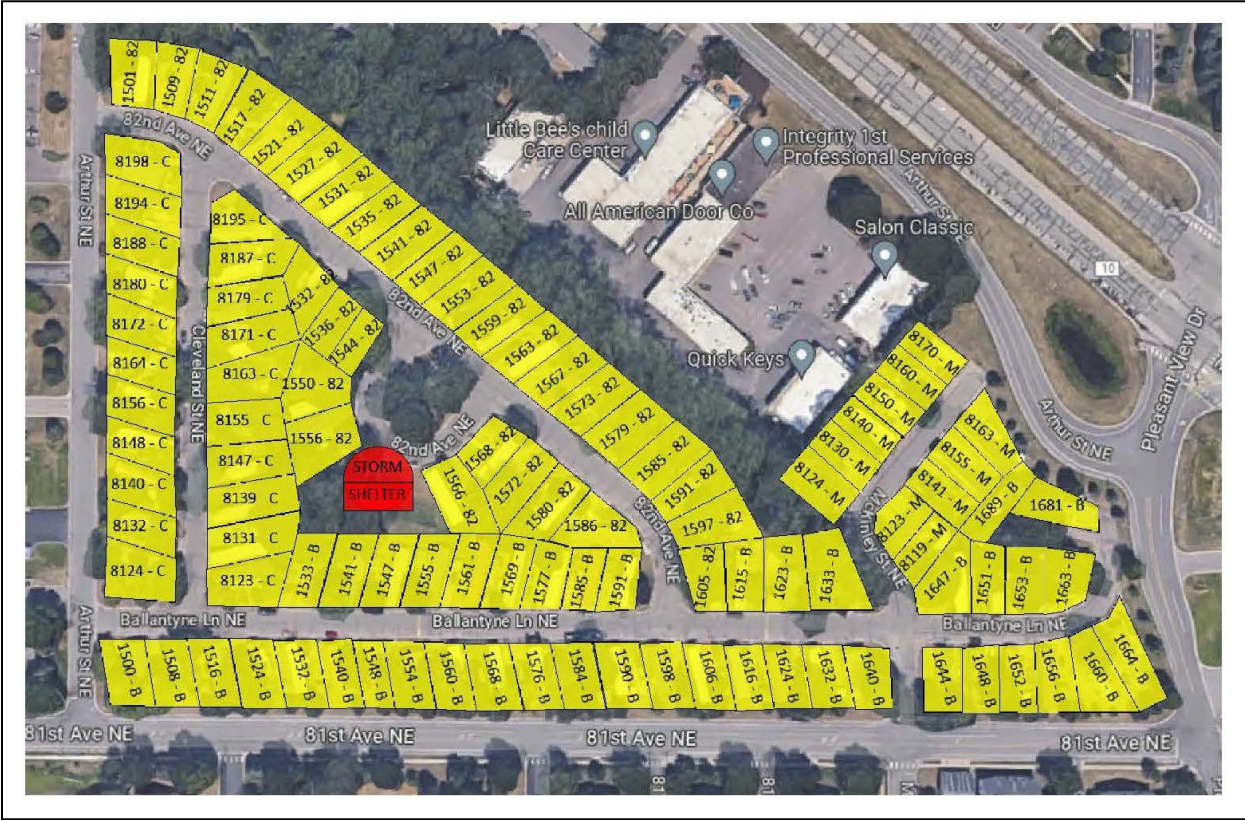 1501 - 82
1509 - 82
1511 - 82
1517 - 82
1521 - 82
1527 - 82
1531 - 82
1535 - 82
1541 - 82
1547 - 82
1553 - 82
1559 - 82
1563 - 82
1567 - 82
1573 - 82
1579 - 82
1585 - 82
1591 - 82
1597 - 82
82nd Ave NE
Arthur St NE
8198 - C
8194 - C
8188 - C
8180 - C
8172 - C
8164 - C
8156 - C
8148 - C
8140 - C
8132 - C
8124 - C
Cleveland St NE
8195 - C
8187 - C
8179 - C
8171 - C
8163 - C
8155 - C
8147 - C
8139 - C
8131 - C
8123 - C
1532 - 82
1536 - 82
1544 - 82
1550 - 82
1556 - 82
82nd Ave NE
82nd Ave NE
STORM
SHELTER
1566 - 82
1568 - 82
1572 - 82
1580 - 82
1586 - 82
82nd Ave NE
1533 - B
1541 - B
1547 - B
1555 - B
1561 - B
1569 - B
1577 - B
1585 - B
1591 - B
1605 - 82
1615 - B
1623 - B
1633 - B
Little Bee's child
Care Center
Integrity 1st
Professional Services
All American Door Co
Salon Classic
Quick Keys
Arthur St NE
10
Pleasant View Dr
Arthur St NE
8170 - M
8160 - M
8150 - M
8140 - M
8130 - M
8124 - M
Mckinley St NE
8163 - M
8155 - M
8141 - M
8123 - M
8119 - M
1689 - B
1681 - B
1647 - B
1651 - B
1653 - B
1663 - B
Arthur St NE
Ballantyne Ln NE
Ballantyne Ln NE
Ballantyne Ln NE
1500 - B
1508 - B
1516 - B
1524 - B
1532 - B
1540 - B
1548 - B
1554 - B
1560 - B
1568 - B
1576 - B
1584 - B
1590 - B
1598 - B
1606 - B
1616 - B
1624 - B
1632 - B
1640 - B
1644 - B
1648 - B
1652 - B
1656 - B
1660 - B
1664 - B
81st Ave NE
81st Ave NE
81st Ave NE
81st Ave NE